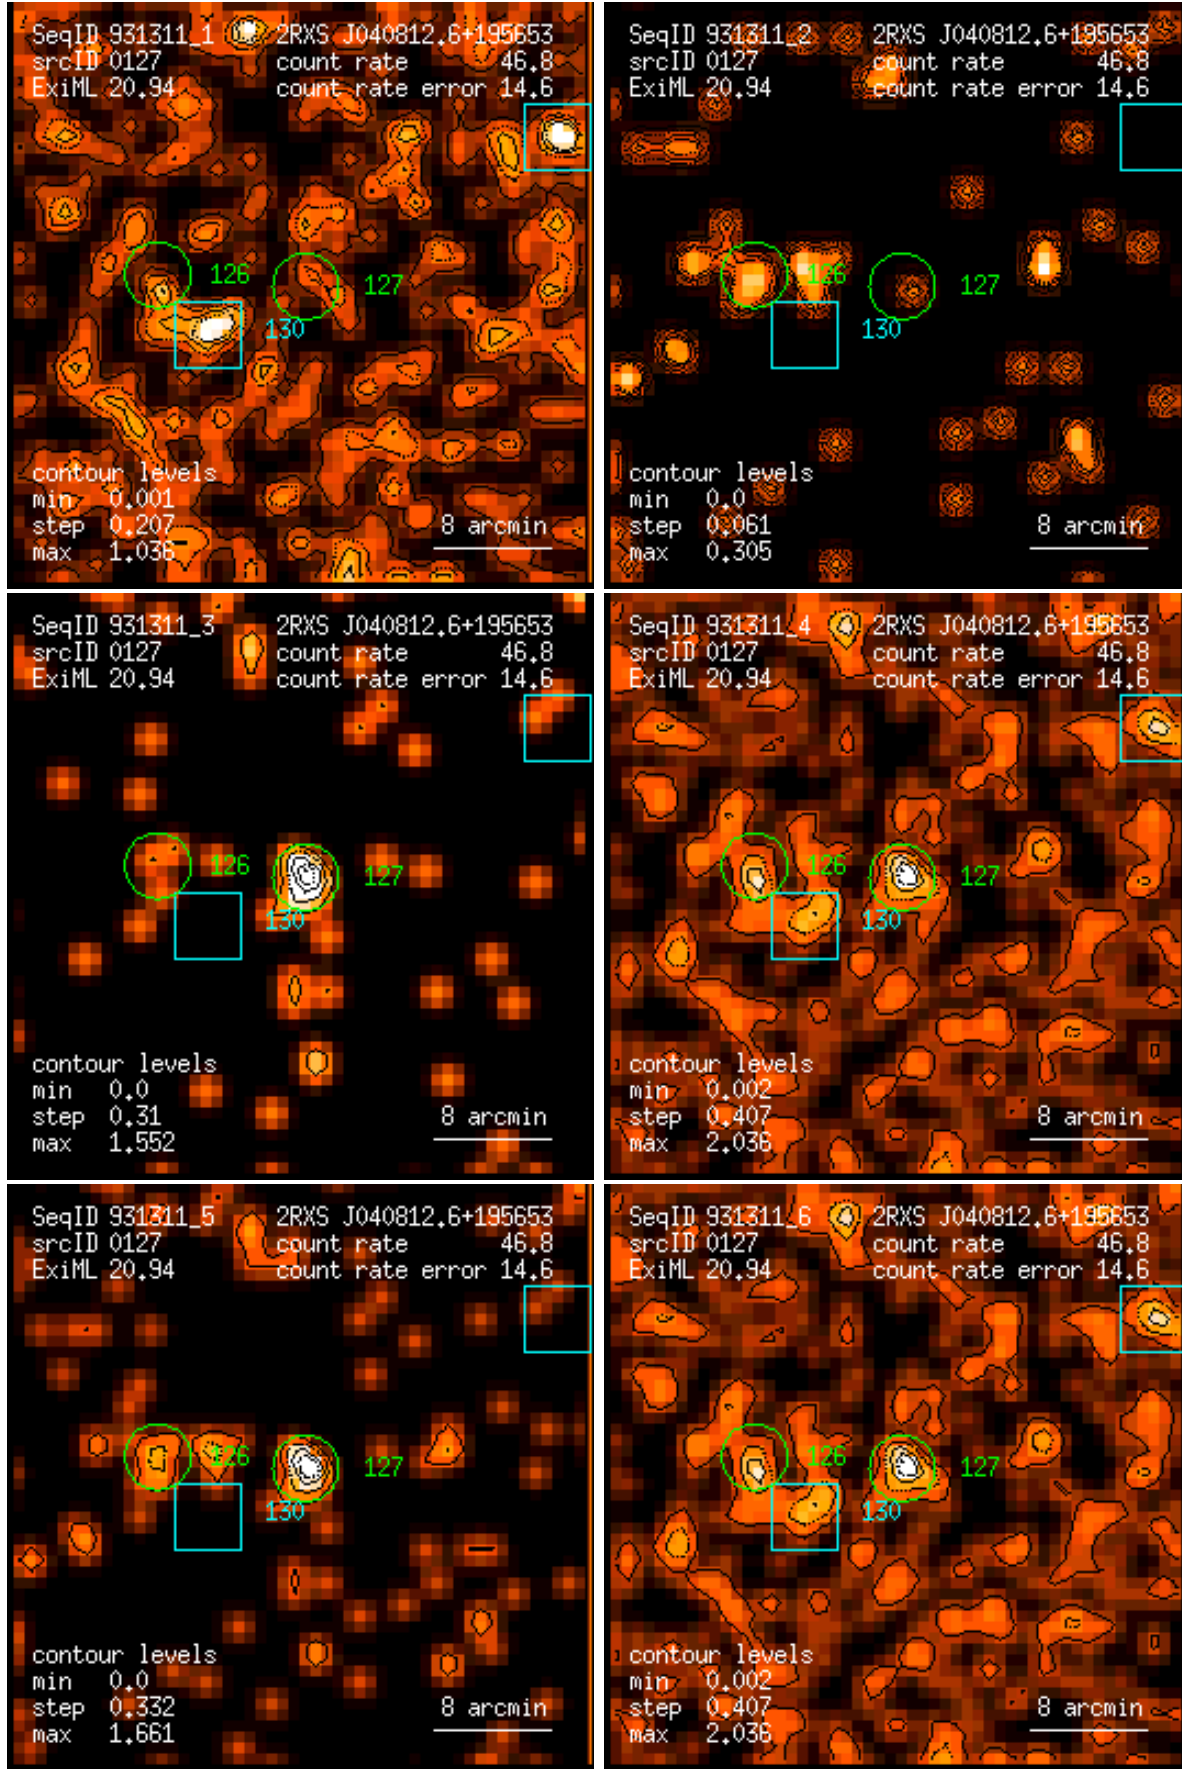 SeqID 931311_1 2RXS J040812.6+195653
srcID 0127 count rate 46.8
ExiML 20.94 count rate error 14.6
126
127
130
contour levels
min 0.001
step 0.207 8 arcmin
max 1.036
SeqID 931311_2 2RXS J040812.6+195653
srcID 0127 count rate 46.8
ExiML 20.94 count rate error 14.6
126
127
130
contour levels
min 0.0
step 0.061 8 arcmin
max 0.305
SeqID 931311_3 2RXS J040812.6+195653
srcID 0127 count rate 46.8
ExiML 20.94 count rate error 14.6
126
127
130
contour levels
min 0.0
step 0.31 8 arcmin
max 1.552
SeqID 931311_4 2RXS J040812.6+195653
srcID 0127 count rate 46.8
ExiML 20.94 count rate error 14.6
126
127
130
contour levels
min 0.002
step 0.407 8 arcmin
max 2.036
SeqID 931311_5 2RXS J040812.6+195653
srcID 0127 count rate 46.8
ExiML 20.94 count rate error 14.6
126
127
130
contour levels
min 0.0
step 0.332 8 arcmin
max 1.661
SeqID 931311_6 2RXS J040812.6+195653
srcID 0127 count rate 46.8
ExiML 20.94 count rate error 14.6
126
127
130
contour levels
min 0.002
step 0.407 8 arcmin
max 2.036